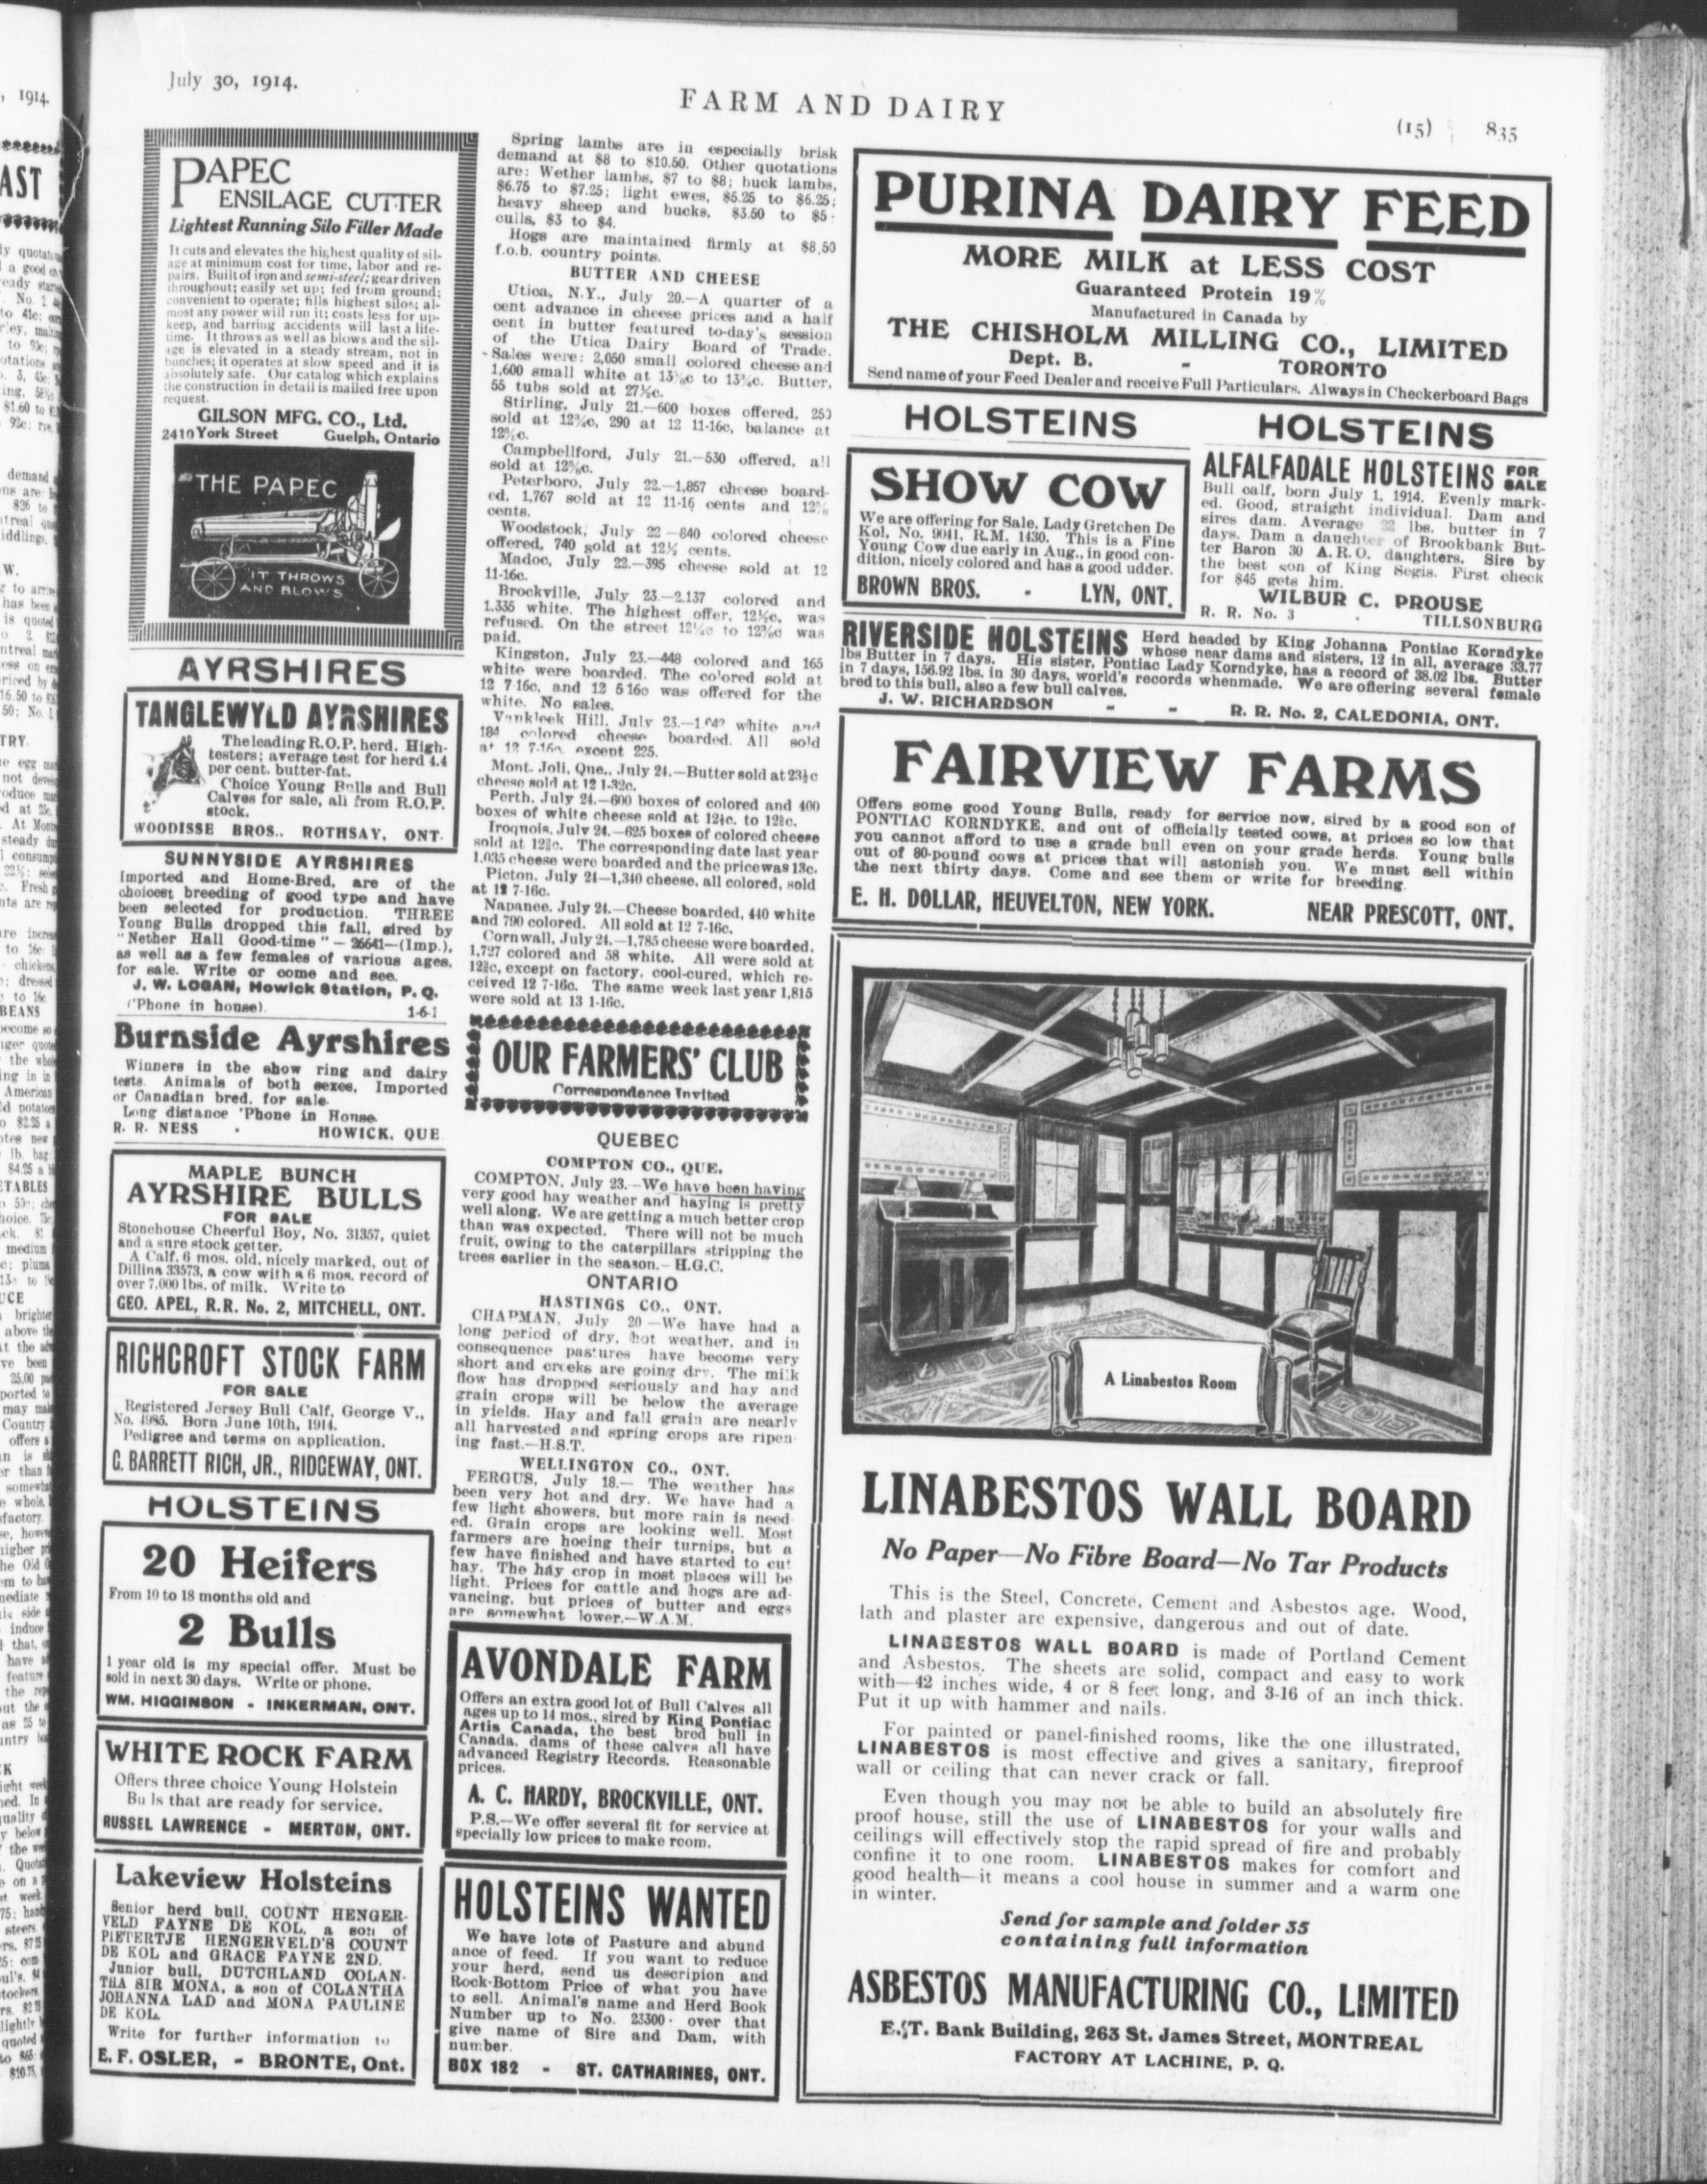 July 30, 1914.
FARM AND DAIRY
(15)
835
PAPEC
ENSILAGE CUTTER
Lightest Running Silo Filler Made
It cuts and elevates the highest quality of sil-
age at minimum cost for time, labor and re-
pairs. Built of iron and semi-steel; gear driven
throughout; easily set up; fed from ground;
convenient to operate; fills highest silos; al-
most any power will run it; costs less for up-
keep, and barring accidents will last a life-
time. It throws as well as blows and the sil-
age is elevated in a steady stream, not in
bunches; it operates at slow speed and it is
absolutely safe. Our catalog which explains
the construction in detail is mailed free upon
request.
GILSON MFG. CO., Ltd.
2410 York Street Guelph, Ontario
THE PAPEC
IT THROWS
AND BLOWS
AYRSHIRES
TANGLEWYLD AYRSHIRES
The leading R.O.P. herd. High-
testers; average test for herd 4.4
per cent. butter-fat.
Choice Young Bulls and Bull
Calves for sale, all from R.O.P.
stock.
WOODISSE BROS., ROTHSAY, ONT.
SUNNYSIDE AYRSHIRES
Imported and Home-Bred, are of the
choicest breeding of good type and have
been selected for production. THREE
Young Bulls dropped this fall, sired by
"Nether Hall Good-time" — 26641—(Imp.),
as well as a few females of various ages,
for sale. Write or come and see.
J. W. LOGAN, Howick Station, P. Q.
('Phone in house). 1-6-1
Burnside Ayrshires
Winners in the show ring and dairy
tests. Animals of both sexes, Imported
or Canadian bred, for sale.
Long distance 'Phone in House.
R. R. NESS - HOWICK, QUE.
MAPLE BUNCH
AYRSHIRE BULLS
FOR SALE
Stonehouse Cheerful Boy, No. 31357, quiet
and a sure stock getter.
A Calf, 6 mos. old, nicely marked, out of
Dillina 33573, a cow with a 6 mos. record of
over 7,000 lbs. of milk. Write to
GEO. APEL, R.R. No. 2, MITCHELL, ONT.
RICHCROFT STOCK FARM
FOR SALE
Registered Jersey Bull Calf, George V.,
No. 4985. Born June 10th, 1914.
Pedigree and terms on application.
C. BARRETT RICH, JR., RIDGEWAY, ONT.
HOLSTEINS
20 Heifers
From 10 to 18 months old and
2 Bulls
1 year old is my special offer. Must be
sold in next 30 days. Write or phone.
WM. HIGGINSON - INKERMAN, ONT.
WHITE ROCK FARM
Offers three choice Young Holstein
Bu ls that are ready for service.
RUSSEL LAWRENCE - MERTON, ONT.
Lakeview Holsteins
Senior herd bull, COUNT HENGER-
VELD FAYNE DE KOL, a son of
PIETERTJE HENGERVELD'S COUNT
DE KOL and GRACE FAYNE 2ND.
Junior bull, DUTCHLAND COLAN-
THA SIR MONA, a son of COLANTHA
JOHANNA LAD and MONA PAULINE
DE KOL.
Write for further information to
E. F. OSLER, - BRONTE, Ont.
Spring lambs are in especially brisk
demand at $8 to $10.50. Other quotations
are: Wether lambs, $7 to $8; buck lambs,
$6.75 to $7.25; light ewes, $5.25 to $6.25;
heavy sheep and bucks, $3.50 to $5;
culls, $3 to $4.
Hogs are maintained firmly at $8.50
f.o.b. country points.
BUTTER AND CHEESE
Utica, N.Y., July 20.—A quarter of a
cent advance in cheese prices and a half
cent in butter featured to-day's session
of the Utica Dairy Board of Trade.
Sales were: 2,050 small colored cheese and
1,600 small white at to Butter,
55 tubs sold at 27½c.
Stirling, July 21.—600 boxes offered, 250
sold at 290 at 12 11-16c, balance at
Campbellford, July 21.—530 offered, all
sold at
Peterboro, July 22.—1,857 cheese board-
ed, 1,767 sold at 12 11-16 cents and
cents.
Woodstock, July 22—840 colored cheese
offered, 740 sold at 12½ cents.
Madoc, July 22.—395 cheese sold at 12
11-16c.
Brockville, July 23.—2,137 colored and
1,335 white. The highest offer, was
refused. On the street to was
paid.
Kingston, July 23.—448 colored and 165
white were boarded. The colored sold at
12 7-16c, and 12 5-16c was offered for the
white. No sales.
Vankleek Hill, July 23.—1,042 white and
184 colored cheese boarded. All sold
at 12 7-16c except 225.
Mont. Joli, Que., July 24.—Butter sold at 23½c
cheese sold at 12 1-32c.
Perth, July 24.—600 boxes of colored and 400
boxes of white cheese sold at to
Iroquois, July 24.—625 boxes of colored cheese
sold at The corresponding date last year
1,035 cheese were boarded and the price was 13c.
Picton, July 24—1,340 cheese, all colored, sold
at 12 7-16c.
Napanee, July 24.—Cheese boarded, 440 white
and 790 colored. All sold at 12 7-16c.
Cornwall, July 24.—1,785 cheese were boarded,
1,727 colored and 58 white. All were sold at
except on factory, cool-cured, which re-
ceived 12 7-16c. The same week last year 1,815
were sold at 13 1-16c.
OUR FARMERS' CLUB
Correspondence Invited
QUEBEC
COMPTON CO., QUE.
COMPTON, July 23.—We have been having
very good hay weather and haying is pretty
well along. We are getting a much better crop
than was expected. There will not be much
fruit, owing to the caterpillars stripping the
trees earlier in the season.—H.G.C.
ONTARIO
HASTINGS CO., ONT.
CHAPMAN, July 20—We have had a
long period of dry, hot weather, and in
consequence pastures have become very
short and creeks are going dry. The milk
flow has dropped seriously and hay and
grain crops will be below the average
in yields. Hay and fall grain are nearly
all harvested and spring crops are ripen-
ing fast.—H.S.T.
WELLINGTON CO., ONT.
FERGUS, July 18.— The weather has
been very hot and dry. We have had a
few light showers, but more rain is need-
ed. Grain crops are looking well. Most
farmers are hoeing their turnips, but a
few have finished and have started to cut
hay. The hay crop in most places will be
light. Prices for cattle and hogs are ad-
vancing, but prices of butter and eggs
are somewhat lower.—W.A.M.
AVONDALE FARM
Offers an extra good lot of Bull Calves all
ages up to 14 mos., sired by King Pontiac
Artis Canada, the best bred bull in
Canada, dams of these calves all have
advanced Registry Records. Reasonable
prices.
A. C. HARDY, BROCKVILLE, ONT.
P.S.—We offer several fit for service at
specially low prices to make room.
HOLSTEINS WANTED
We have lots of Pasture and abund
ance of feed. If you want to reduce
your herd, send us descripion and
Rock-Bottom Price of what you have
to sell. Animal's name and Herd Book
Number up to No. 23300 · over that
give name of Sire and Dam, with
number.
BOX 182 - ST. CATHARINES, ONT.
PURINA DAIRY FEED
MORE MILK at LESS COST
Guaranteed Protein 19%
Manufactured in Canada by
THE CHISHOLM MILLING CO., LIMITED
Dept. B. - TORONTO
Send name of your Feed Dealer and receive Full Particulars. Always in Checkerboard Bags
HOLSTEINS
SHOW COW
We are offering for Sale, Lady Gretchen De
Kol, No. 9041, R.M. 1430. This is a Fine
Young Cow due early in Aug., in good con-
dition, nicely colored and has a good udder.
BROWN BROS. - LYN, ONT.
HOLSTEINS
ALFALFADALE HOLSTEINS FOR SALE
Bull calf, born July 1, 1914. Evenly mark-
ed. Good, straight individual. Dam and
sires dam. Average 22 lbs. butter in 7
days. Dam a daughter of Brookbank But-
ter Baron 30 A.R.O. daughters. Sire by
the best son of King Segis. First check
for $45 gets him.
WILBUR C. PROUSE
R. R. No. 3 . TILLSONBURG
RIVERSIDE HOLSTEINS Herd headed by King Johanna Pontiac Korndyke
whose near dams and sisters, 12 in all, average 33.77
lbs Butter in 7 days. His sister, Pontiac Lady Korndyke, has a record of 38.02 lbs. Butter
in 7 days, 156.92 lbs. in 30 days, world's records when made. We are offering several female
bred to this bull, also a few bull calves.
J. W. RICHARDSON - - R. R. No. 2, CALEDONIA, ONT.
FAIRVIEW FARMS
Offers some good Young Bulls, ready for service now, sired by a good son of
PONTIAC KORNDYKE, and out of officially tested cows, at prices so low that
you cannot afford to use a grade bull even on your grade herds. Young bulls
out of 80-pound cows at prices that will astonish you. We must sell within
the next thirty days. Come and see them or write for breeding.
E. H. DOLLAR, HEUVELTON, NEW YORK. NEAR PRESCOTT, ONT.
A Linabestos Room
LINABESTOS WALL BOARD
No Paper—No Fibre Board—No Tar Products
This is the Steel, Concrete, Cement and Asbestos age. Wood,
lath and plaster are expensive, dangerous and out of date.
LINABESTOS WALL BOARD is made of Portland Cement
and Asbestos. The sheets are solid, compact and easy to work
with—42 inches wide, 4 or 8 feet long, and 3-16 of an inch thick.
Put it up with hammer and nails.
For painted or panel-finished rooms, like the one illustrated,
LINABESTOS is most effective and gives a sanitary, fireproof
wall or ceiling that can never crack or fall.
Even though you may not be able to build an absolutely fire
proof house, still the use of LINABESTOS for your walls and
ceilings will effectively stop the rapid spread of fire and probably
confine it to one room. LINABESTOS makes for comfort and
good health—it means a cool house in summer and a warm one
in winter.
Send for sample and folder 35
containing full information
ASBESTOS MANUFACTURING CO., LIMITED
E.T. Bank Building, 263 St. James Street, MONTREAL
FACTORY AT LACHINE, P. Q.